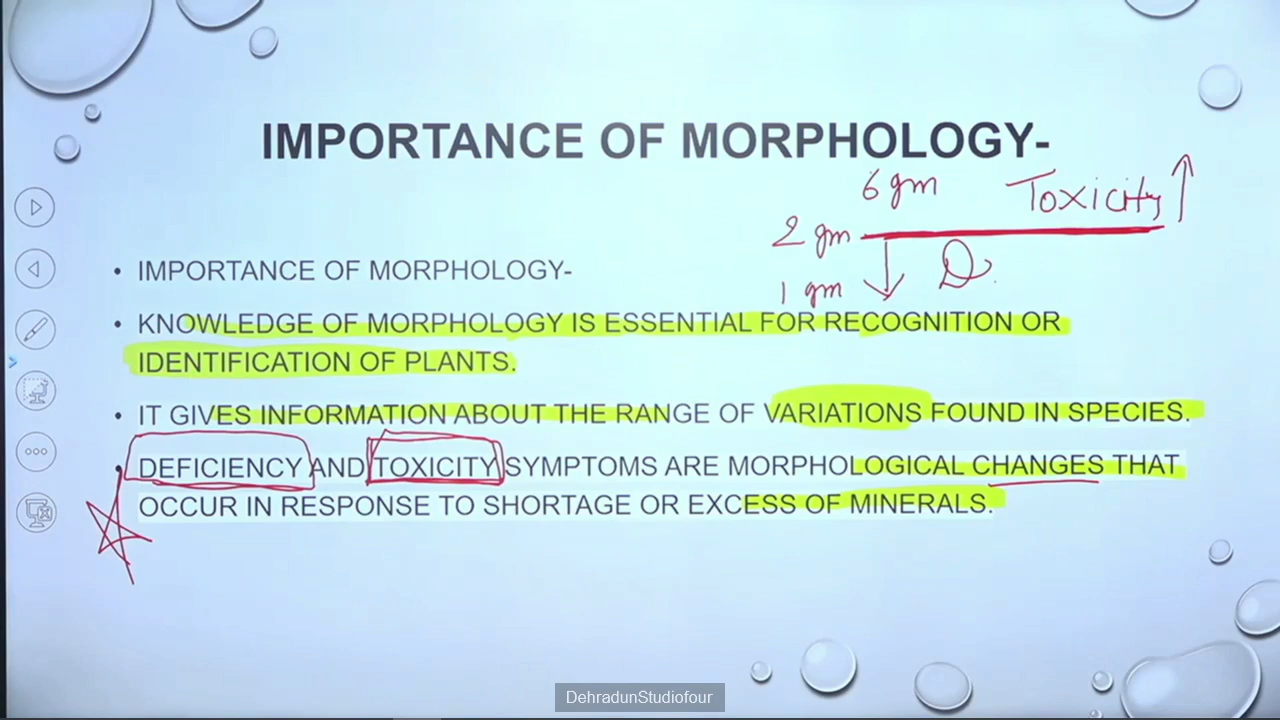 IMPORTANCE OF MORPHOLOGY-
6 gm Toxicity
2 gm
D
1 gm
• IMPORTANCE OF MORPHOLOGY-
• KNOWLEDGE OF MORPHOLOGY IS ESSENTIAL FOR RECOGNITION OR
IDENTIFICATION OF PLANTS.
• IT GIVES INFORMATION ABOUT THE RANGE OF VARIATIONS FOUND IN SPECIES.
• DEFICIENCY AND TOXICITY SYMPTOMS ARE MORPHOLOGICAL CHANGES THAT
OCCUR IN RESPONSE TO SHORTAGE OR EXCESS OF MINERALS.
DehradunStudiofour